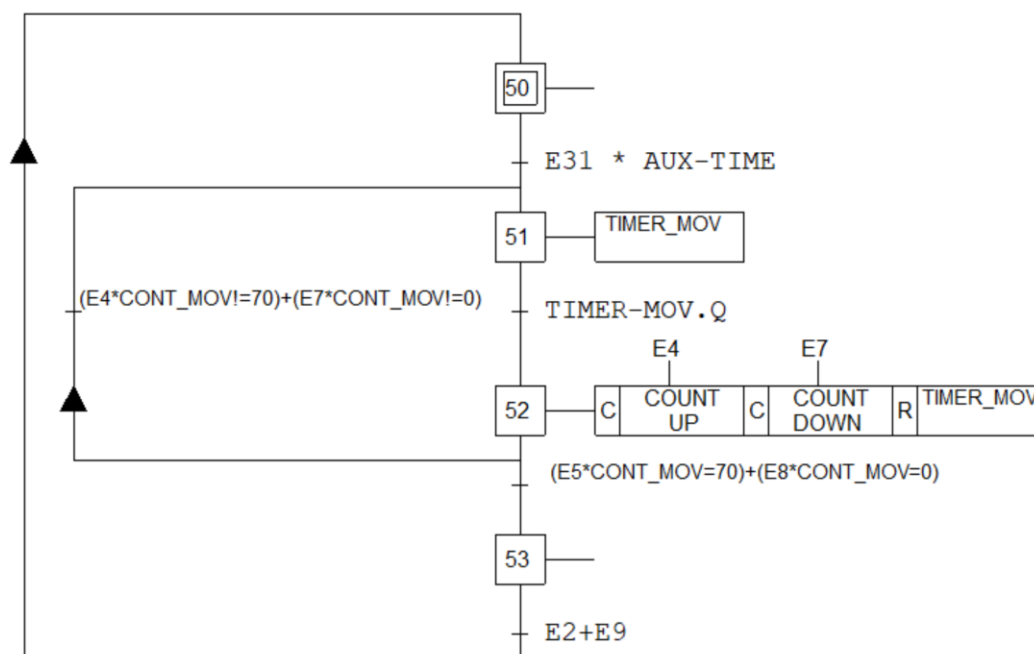 50
E31 * AUX-TIME
51
TIMER_MOV
(E4*CONT_MOV!=70)+(E7*CONT_MOV!=0)
TIMER-MOV.Q
E4
E7
52
C
COUNT
UP
C
COUNT
DOWN
R
TIMER_MOV
(E5*CONT_MOV=70)+(E8*CONT_MOV=0)
53
E2+E9